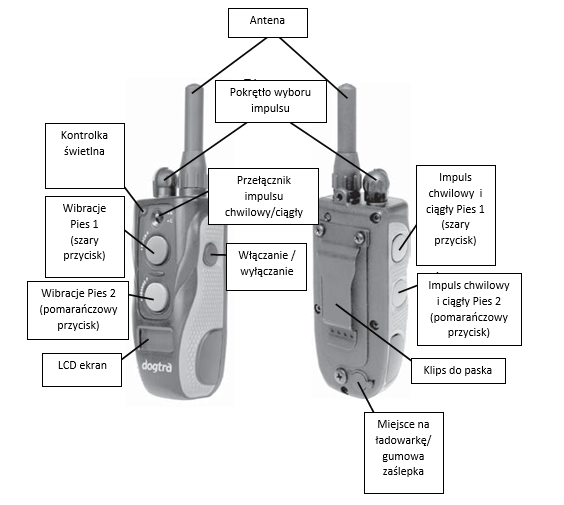 Antena
Pokrętło wyboru
impulsu
Kontrolka
świetlna
Przełącznik
impulsu
chwilowy/ciągły
Impuls
chwilowy i
ciągły Pies 1
(szary
przycisk)
Wibracje
Pies 1
(szary
przycisk)
Włączanie /
wyłączanie
Wibracje Pies 2
(pomarańczowy
przycisk)
Impuls chwilowy
i ciągły Pies 2
(pomarańczowy
przycisk)
LCD ekran
dogtra
Klips do paska
Miejsce na
ładowarkę/
gumowa
zaślepka